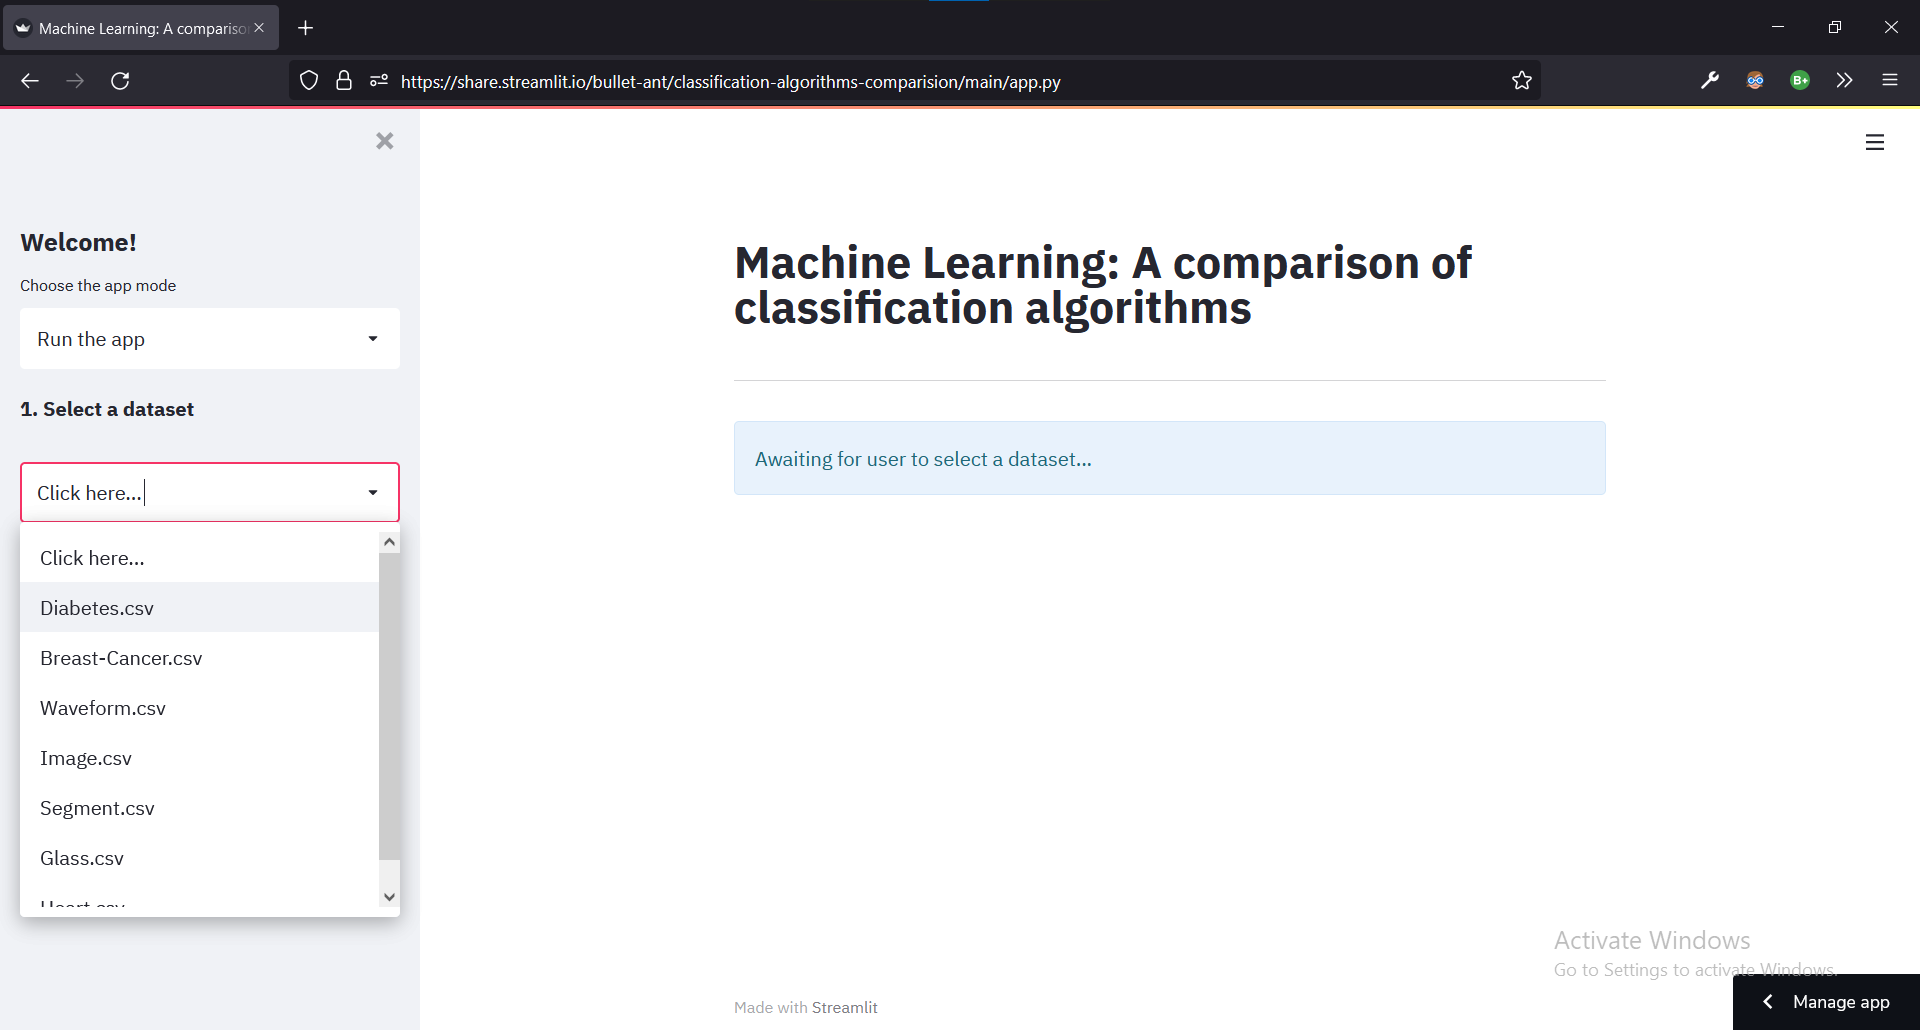 Machine Learning: A compariso
https://share.streamlit.io/bullet-ant/classification-algorithms-comparision/main/app.py
B+
Welcome!
Choose the app mode
Run the app
1. Select a dataset
Click here...
Click here...
Diabetes.csv
Breast-Cancer.csv
Waveform.csv
Image.csv
Segment.csv
Glass.csv
Heart.csv
Machine Learning: A comparison of
classification algorithms
Awaiting for user to select a dataset...
Made with Streamlit
Activate Windows
Go to Settings to activate Windows.
Manage app